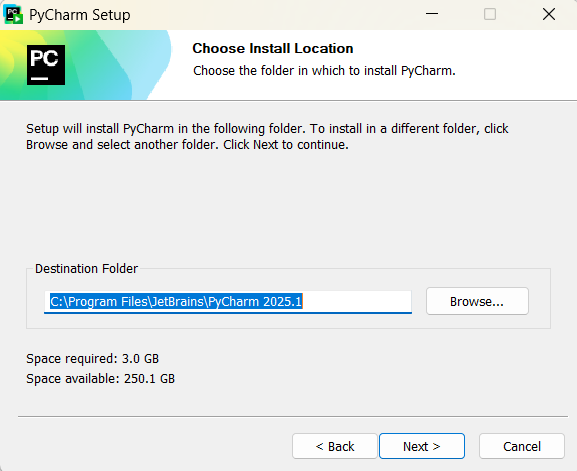 PyCharm Setup
PC
Choose Install Location
Choose the folder in which to install PyCharm.
Setup will install PyCharm in the following folder. To install in a different folder, click
Browse and select another folder. Click Next to continue.
Destination Folder
C:\Program Files\JetBrains\PyCharm 2025.1
Browse...
Space required: 3.0 GB
Space available: 250.1 GB
< Back
Next >
Cancel